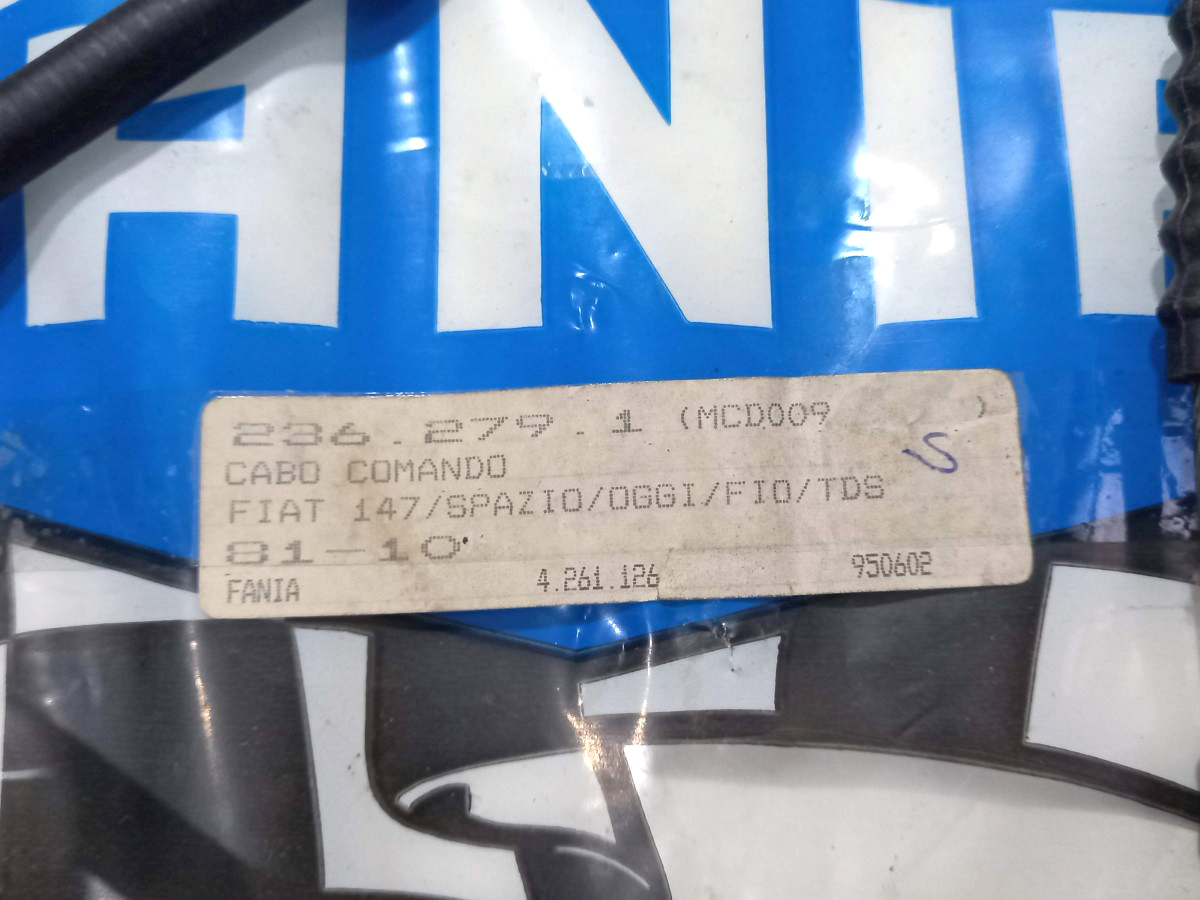 ANI
236.279.1 (MCD009 )
S
CABO COMANDO
FIAT 147/SPAZIO/OGGI/FIO/TDS
81-10
FANIA 4.261.126 950602